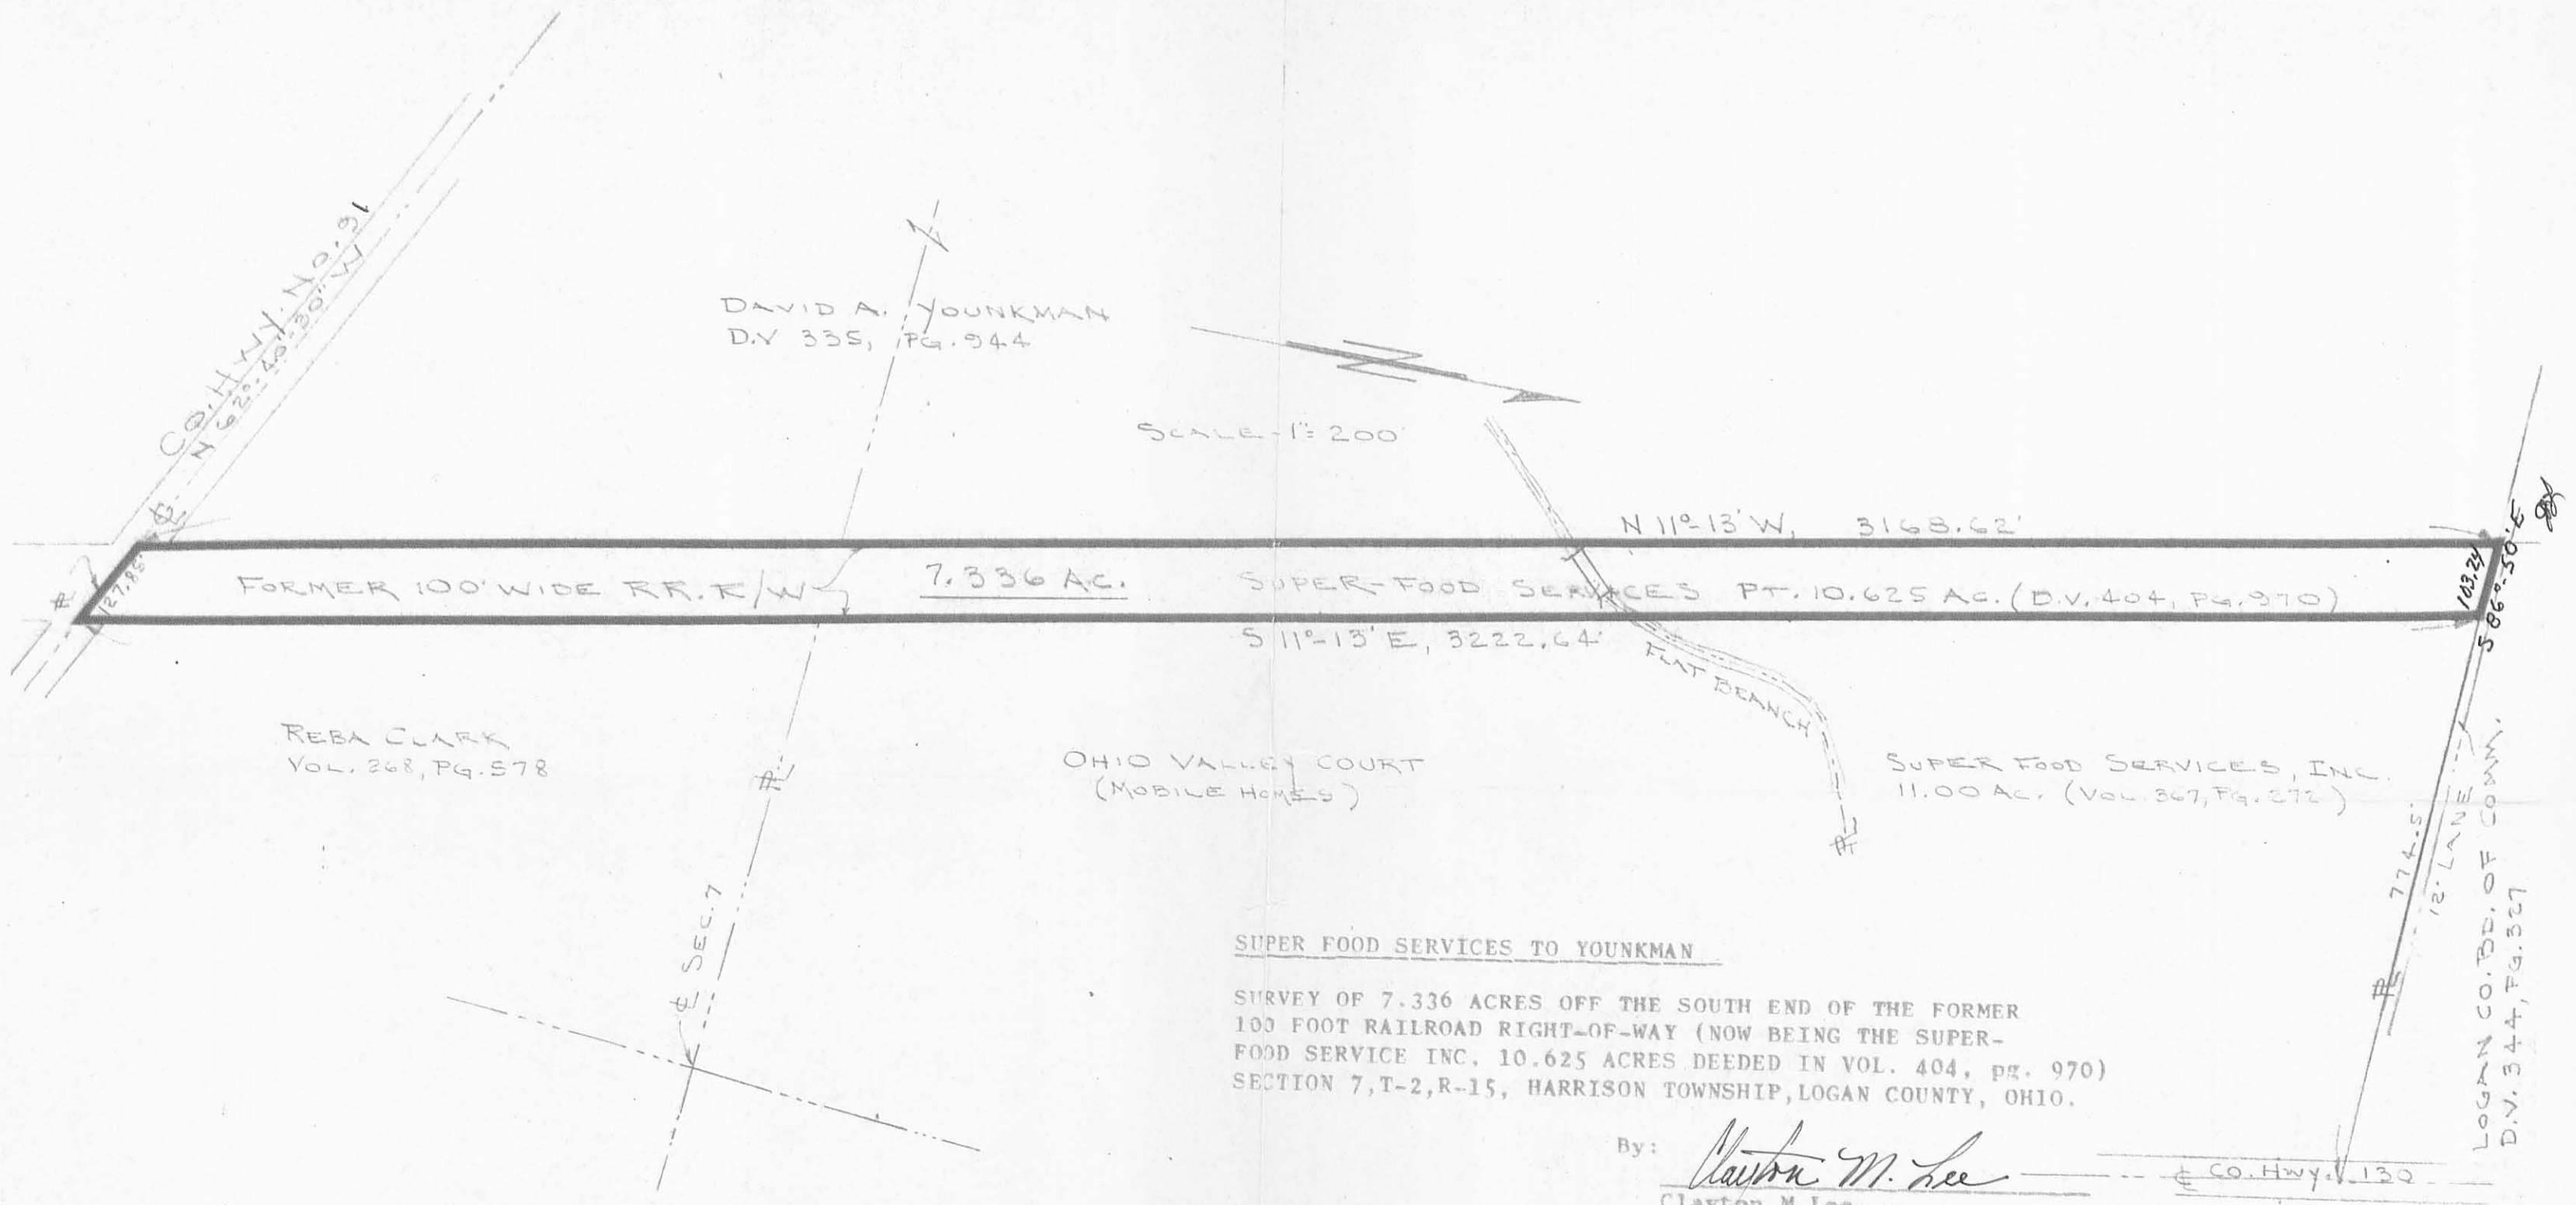 CO. HWY. NO. 91
N 62°-40'-30" W
DAVID A. YOUNKMAN
D.V 335, PG. 944
SCALE - 1"= 200'
N 11°-13' W, 3168.62'
127.85'
FORMER 100' WIDE RR. R/W
7.336 AC.
SUPER-FOOD SERVICES PT. 10.625 AC. (D.V. 404, PG. 970)
103.24
S 86°-50' E
S 11°-13' E, 3222.64'
FLAT BRANCH
REBA CLARK
VOL. 268, PG. 578
OHIO VALLEY COURT
(MOBILE HOMES)
SUPER FOOD SERVICES, INC.
11.00 AC. (VOL. 367, PG. 272)
774.5'
12' LANE
LOGAN CO. BD. OF COMM.
D.V. 344, PG. 327
℄ SEC. 7
SUPER FOOD SERVICES TO YOUNKMAN
SURVEY OF 7.336 ACRES OFF THE SOUTH END OF THE FORMER
100 FOOT RAILROAD RIGHT-OF-WAY (NOW BEING THE SUPER-
FOOD SERVICE INC. 10.625 ACRES DEEDED IN VOL. 404, pg. 970)
SECTION 7,T-2,R-15, HARRISON TOWNSHIP,LOGAN COUNTY, OHIO.
By: Clayton M. Lee
Clayton M Lee
℄ CO. HWY. 130